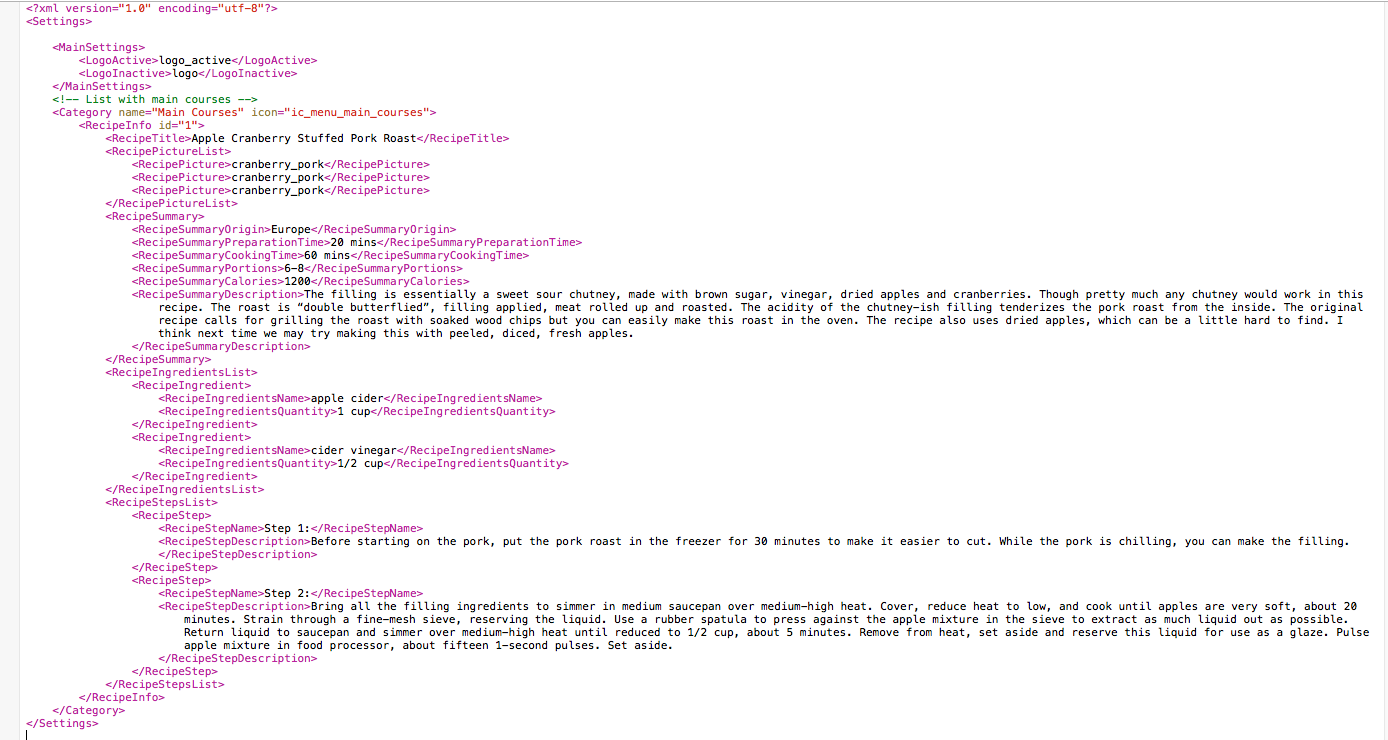 <?xml version="1.0" encoding="utf-8"?>
<Settings>
<MainSettings>
<LogoActive>logo_active</LogoActive>
<LogoInactive>logo</LogoInactive>
</MainSettings>
<!-- List with main courses -->
<Category name="Main Courses" icon="ic_menu_main_courses">
<RecipeInfo id="1">
<RecipeTitle>Apple Cranberry Stuffed Pork Roast</RecipeTitle>
<RecipePictureList>
<RecipePicture>cranberry_pork</RecipePicture>
<RecipePicture>cranberry_pork</RecipePicture>
<RecipePicture>cranberry_pork</RecipePicture>
</RecipePictureList>
<RecipeSummary>
<RecipeSummaryOrigin>Europe</RecipeSummaryOrigin>
<RecipeSummaryPreparationTime>20 mins</RecipeSummaryPreparationTime>
<RecipeSummaryCookingTime>60 mins</RecipeSummaryCookingTime>
<RecipeSummaryPortions>6-8</RecipeSummaryPortions>
<RecipeSummaryCalories>1200</RecipeSummaryCalories>
<RecipeSummaryDescription>The filling is essentially a sweet sour chutney, made with brown sugar, vinegar, dried apples and cranberries. Though pretty much any chutney would work in this
recipe. The roast is “double butterflied”, filling applied, meat rolled up and roasted. The acidity of the chutney-ish filling tenderizes the pork roast from the inside. The original
recipe calls for grilling the roast with soaked wood chips but you can easily make this roast in the oven. The recipe also uses dried apples, which can be a little hard to find. I
think next time we may try making this with peeled, diced, fresh apples.
</RecipeSummaryDescription>
</RecipeSummary>
<RecipeIngredientsList>
<RecipeIngredient>
<RecipeIngredientsName>apple cider</RecipeIngredientsName>
<RecipeIngredientsQuantity>1 cup</RecipeIngredientsQuantity>
</RecipeIngredient>
<RecipeIngredient>
<RecipeIngredientsName>cider vinegar</RecipeIngredientsName>
<RecipeIngredientsQuantity>1/2 cup</RecipeIngredientsQuantity>
</RecipeIngredient>
</RecipeIngredientsList>
<RecipeStepsList>
<RecipeStep>
<RecipeStepName>Step 1:</RecipeStepName>
<RecipeStepDescription>Before starting on the pork, put the pork roast in the freezer for 30 minutes to make it easier to cut. While the pork is chilling, you can make the filling.
</RecipeStepDescription>
</RecipeStep>
<RecipeStep>
<RecipeStepName>Step 2:</RecipeStepName>
<RecipeStepDescription>Bring all the filling ingredients to simmer in medium saucepan over medium-high heat. Cover, reduce heat to low, and cook until apples are very soft, about 20
minutes. Strain through a fine-mesh sieve, reserving the liquid. Use a rubber spatula to press against the apple mixture in the sieve to extract as much liquid out as possible.
Return liquid to saucepan and simmer over medium-high heat until reduced to 1/2 cup, about 5 minutes. Remove from heat, set aside and reserve this liquid for use as a glaze. Pulse
apple mixture in food processor, about fifteen 1-second pulses. Set aside.
</RecipeStepDescription>
</RecipeStep>
</RecipeStepsList>
</RecipeInfo>
</Category>
</Settings>